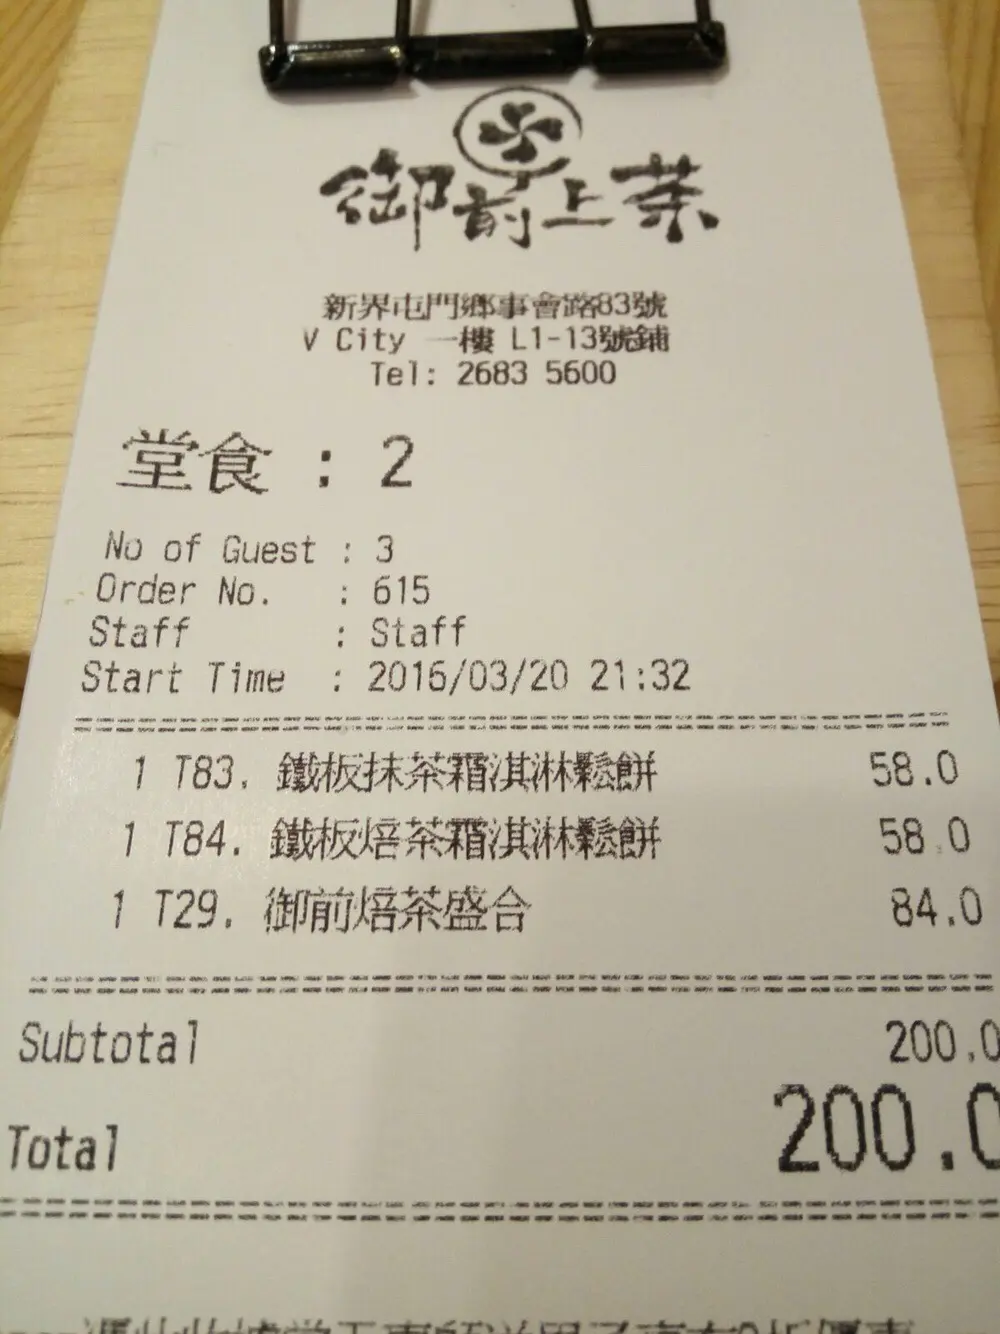 御前上茶
新界屯門鄉事會路83號
V City 一樓 L1-13號鋪
Tel: 2683 5600
堂食 : 2
No of Guest : 3
Order No. : 615
Staff : Staff
Start Time : 2016/03/20 21:32
1 T83. 鐵板抹茶霜淇淋鬆餅 58.0
1 T84. 鐵板焙茶霜淇淋鬆餅 58.0
1 T29. 御前焙茶盛合 84.0
Subtotal 200.0
Total 200.0